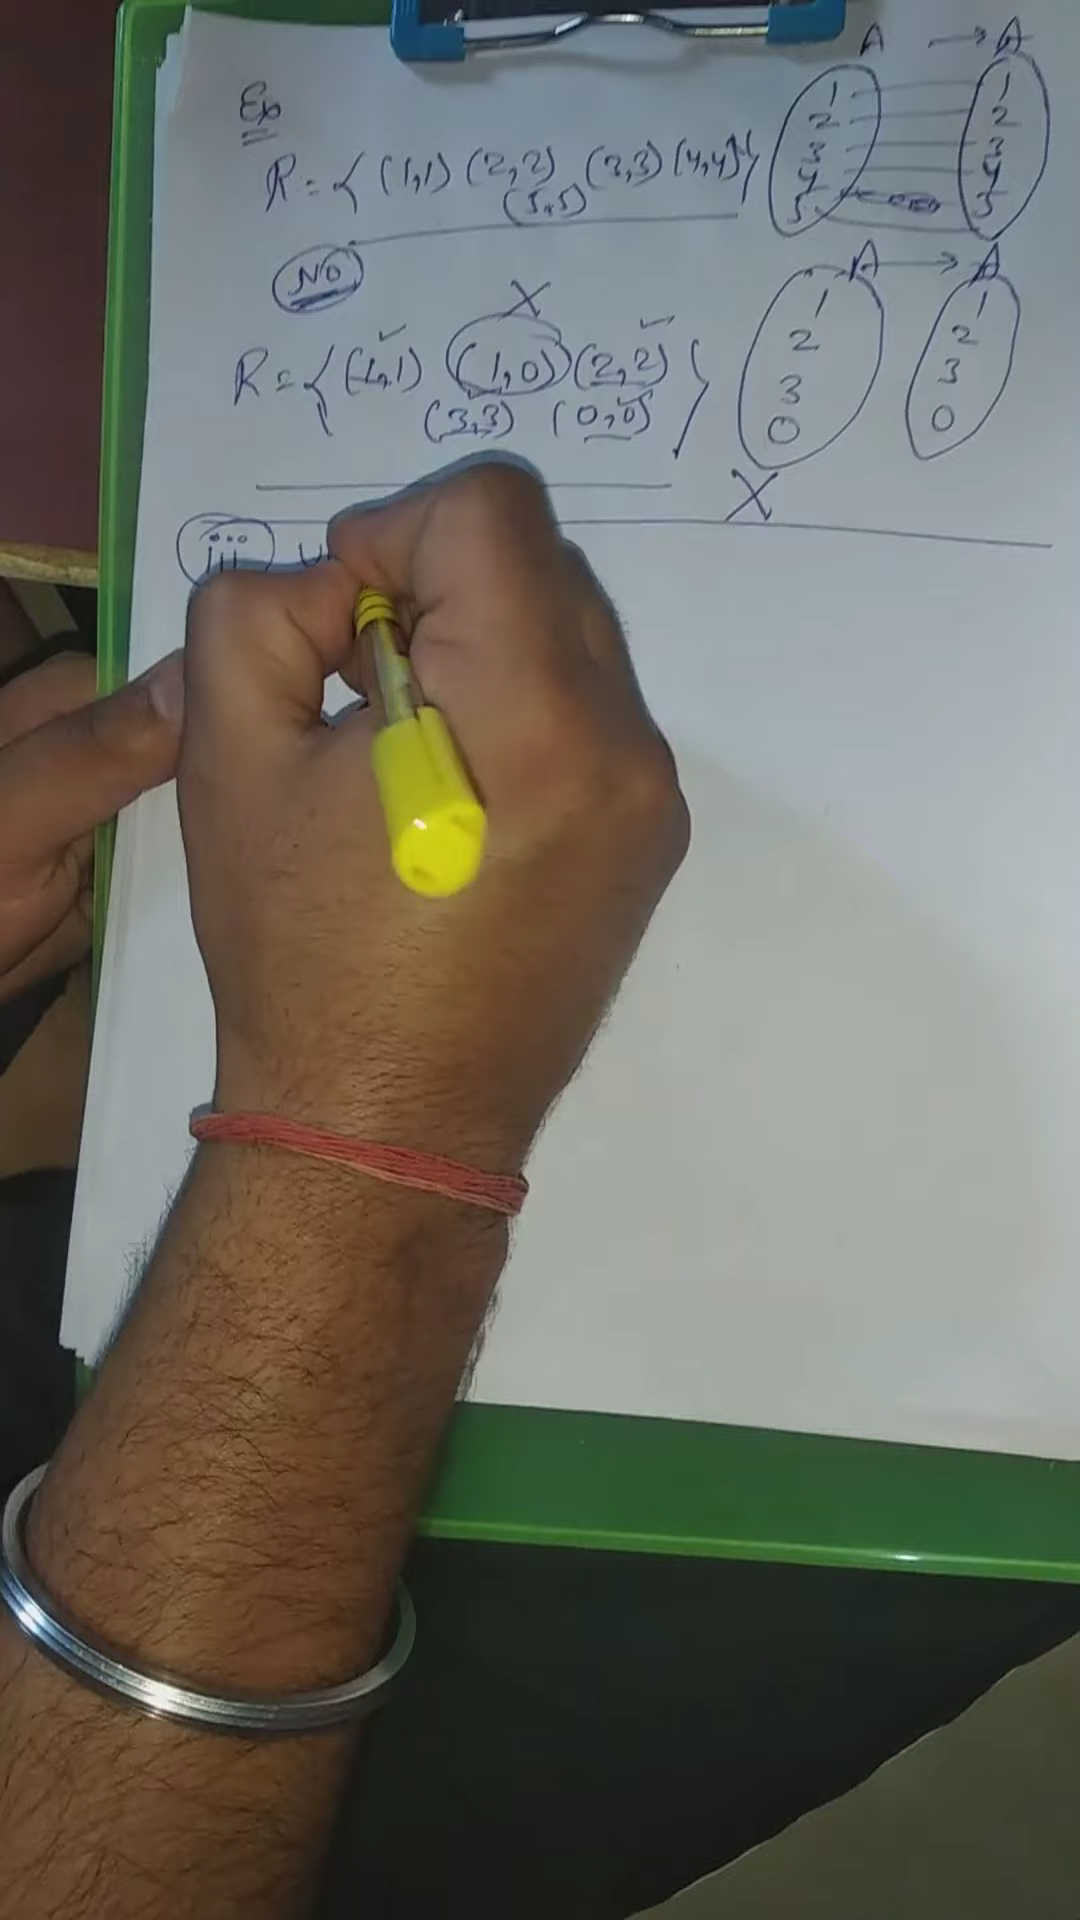 Ex
A → A
R = { (1,1) (2,2) (3,3) (4,4) }
(5,5)
1 2 3 4 5
1 2 3 4 5
NO
A → A
X
R = { (1,1) (1,0) (2,2)
(3,3) (0,0) }
1 2 3 0
1 2 3 0
X
iii